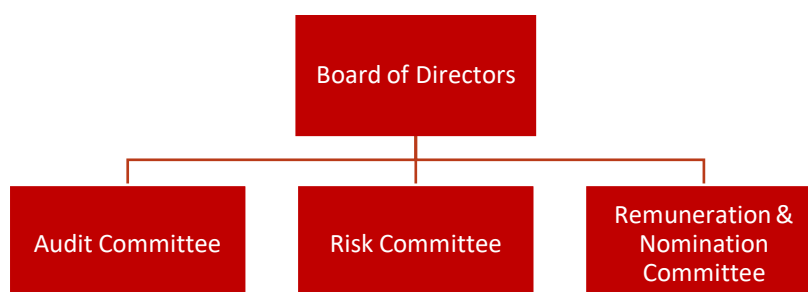 Board of Directors
Audit Committee
Risk Committee
Remuneration &
Nomination
Committee